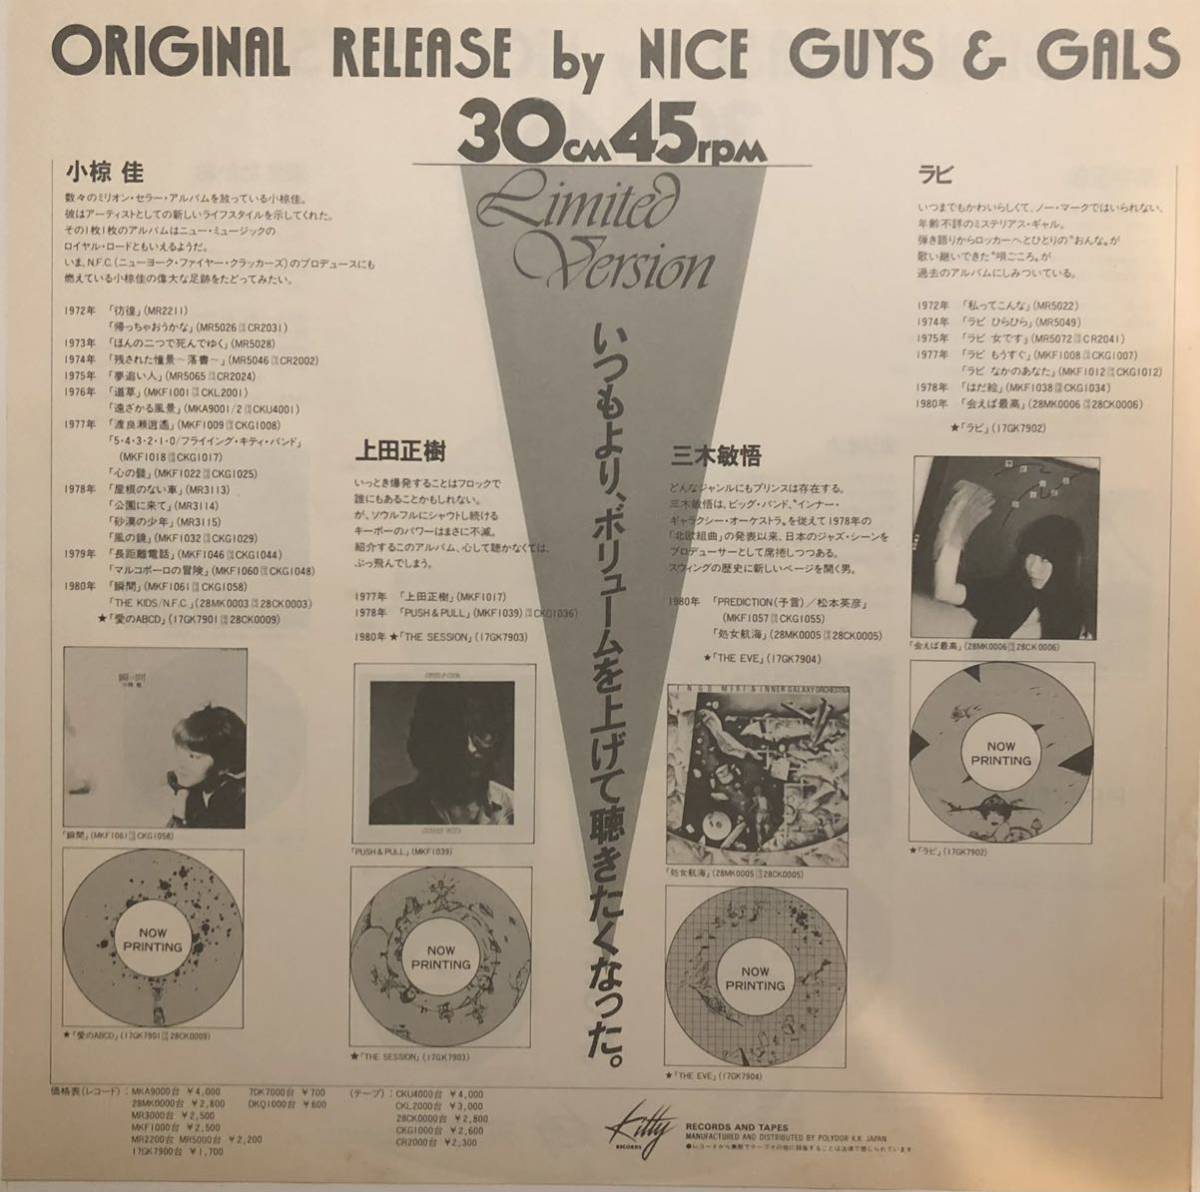 ORIGINAL RELEASE by NICE GUYS & GALS
30cm45rpm
Limited
Version
いつもより、ボリュームを上げて聴きたくなった。
小椋 佳
数々のミリオン・セラー・アルバムを放っている小椋佳。
彼はアーティストとしての新しいライフスタイルを示してくれた。
その1枚1枚のアルバムはニュー・ミュージックの
ロイヤル・ロードともいえるようだ。
いま、N.F.C.(ニューヨーク・ファイヤー・クラッカーズ)のプロデュースにも
燃えている小椋佳の偉大な足跡をたどってみたい。
1972年 「彷徨」(MR2211)
「帰っちゃおうかな」(MR5026 CR2031)
1973年 「ほんの二つで死んでゆく」(MR5028)
1974年 「残された憧景〜落書〜」(MR5046 CR2002)
1975年 「夢追い人」(MR5065 CR2024)
1976年 「道草」(MKF1001 CKL2001)
「遠ざかる風景」(MKA9001/2 CKU4001)
1977年 「渡良瀬逍遙」(MKF1009 CKG1008)
「5・4・3・2・1・0/フライイング・キティ・バンド」
(MKF1018 CKG1017)
「心の襞」(MKF1022 CKG1025)
1978年 「屋根のない車」(MR3113)
「公園に来て」(MR3114)
「砂漠の少年」(MR3115)
「風の鏡」(MKF1032 CKG1029)
1979年 「長距離電話」(MKF1046 CKG1044)
「マルコポーロの冒険」(MKF1060 CKG1048)
1980年 「瞬間」(MKF1061 CKG1058)
「THE KIDS/N.F.C.」(28MK0003 28CK0003)
★「愛のABCD」(17GK7901 28CK0009)
「瞬間」(MKF1061 CKG1058)
NOW
PRINTING
★「愛のABCD」(17GK7901 28CK0009)
上田正樹
いっとき爆発することはフロックで
誰にもあることかもしれない。
が、ソウルフルにシャウトし続ける
キーボーのパワーはまさに不滅。
紹介するこのアルバム、心して聴かなくては、
ぶっ飛んでしまう。
1977年 「上田正樹」(MKF1017)
1978年 「PUSH & PULL」(MKF1039) CKG1036)
1980年 ★「THE SESSION」(17GK7903)
「PUSH & PULL」(MKF1039)
NOW
PRINTING
★「THE SESSION」(17GK7903)
三木敏悟
どんなジャンルにもプリンスは存在する。
三木敏悟は、ビッグ・バンド、“インナー・
ギャラクシー・オーケストラ”を従えて1978年の
「北欧組曲」の発表以来、日本のジャズ・シーンを
プロデューサーとして席捲しつつある。
スウィングの歴史に新しいページを開く男。
1980年 「PREDICTION(予言)/松本英彦」
(MKF1057 CKG1055)
「処女航海」(28MK0005 28CK0005)
★「THE EVE」(17GK7904)
INGO MIKI & INNER GALAXY ORCHESTRA
「処女航海」(28MK0005 28CK0005)
NOW
PRINTING
★「THE EVE」(17GK7904)
ラビ
いつまでもかわいらしくて、ノー・マークではいられない、
年齢不詳のミステリアス・ギャル。
弾き語りからロッカーへとひとりの“おんな”が
歌い継いできた“唄ごころ”が
過去のアルバムにしみついている。
1972年 「私ってこんな」(MR5022)
1974年 「ラビ ひらひら」(MR5049)
1975年 「ラビ 女です」(MR5072 CR2041)
1977年 「ラビ もうすぐ」(MKF1008 CKG1007)
「ラビ なかのあなた」(MKF1012 CKG1012)
1978年 「はだ絵」(MKF1038 CKG1034)
1980年 「会えば最高」(28MK0006 28CK0006)
★「ラビ」(17GK7902)
「会えば最高」(28MK0006 28CK0006)
NOW
PRINTING
★「ラビ」(17GK7902)
価格表(レコード): MKA9000台 ¥4,000 7DK7000台 ¥700
28MK0000台 ¥2,800 DKQ1000台 ¥600
MR3000台 ¥2,500
MKF1000台 ¥2,500
MR2200台 MR5000台 ¥2,200
17GK7900台 ¥1,700
(テープ): CKU4000台 ¥4,000
CKL2000台 ¥3,000
28CK0000台 ¥2,800
CKG1000台 ¥2,600
CR2000台 ¥2,300
Kitty
RECORDS
RECORDS AND TAPES
MANUFACTURED AND DISTRIBUTED BY POLYDOR K.K. JAPAN
●レコードから無断でテープその他に録音することは法律で禁じられています